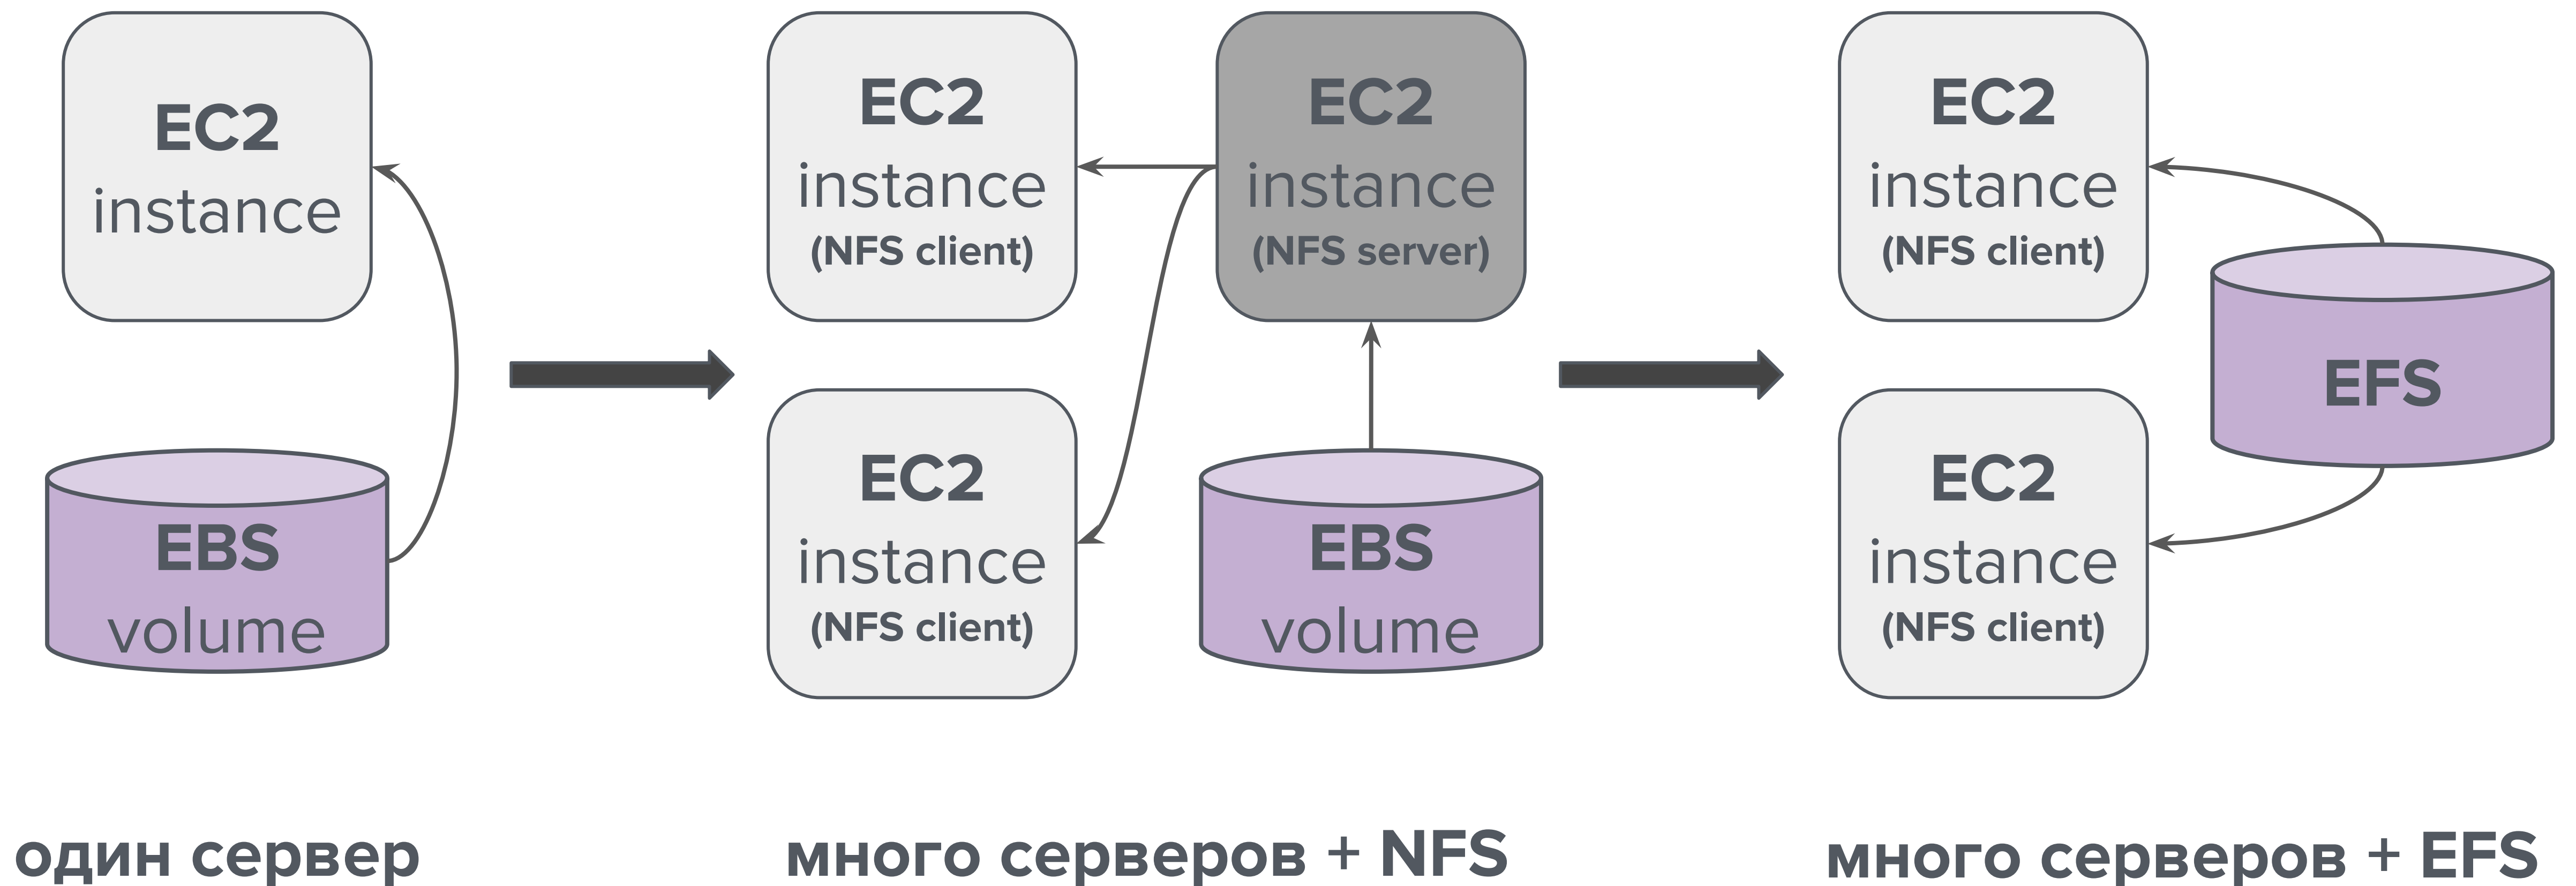 EC2
instance
EBS
volume
один сервер
EC2
instance
(NFS client)
EC2
instance
(NFS server)
EC2
instance
(NFS client)
EBS
volume
много серверов + NFS
EC2
instance
(NFS client)
EFS
EC2
instance
(NFS client)
много серверов + EFS